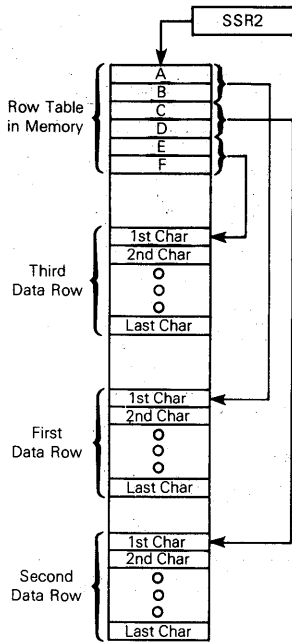 SSR2
Row Table
in Memory
A
B
C
D
E
F
Third
Data Row
1st Char
2nd Char
Last Char
First
Data Row
1st Char
2nd Char
Last Char
Second
Data Row
1st Char
2nd Char
Last Char